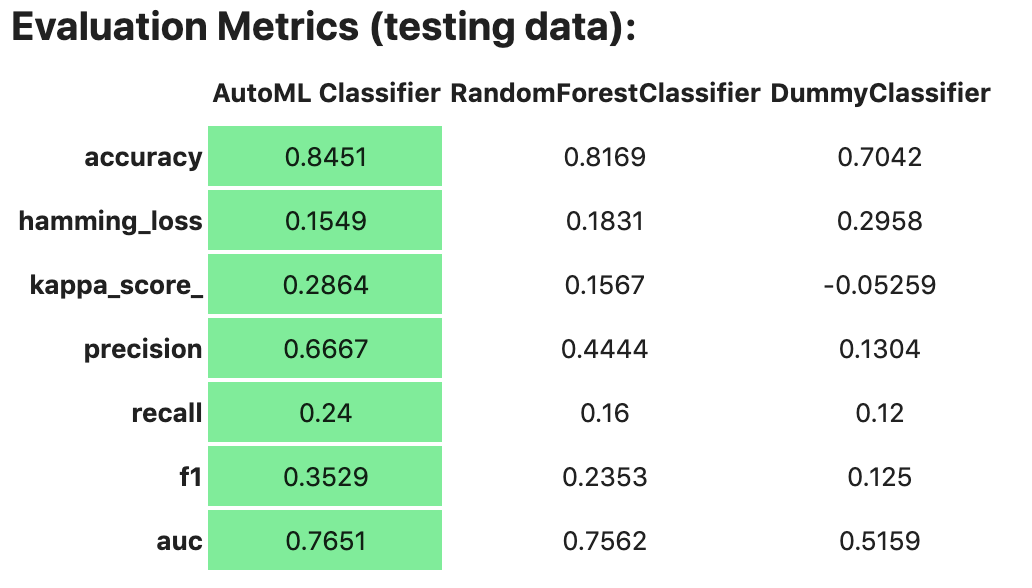 Evaluation Metrics (testing data):
AutoML Classifier RandomForestClassifier DummyClassifier
accuracy 0.8451 0.8169 0.7042
hamming_loss 0.1549 0.1831 0.2958
kappa_score_ 0.2864 0.1567 -0.05259
precision 0.6667 0.4444 0.1304
recall 0.24 0.16 0.12
f1 0.3529 0.2353 0.125
auc 0.7651 0.7562 0.5159